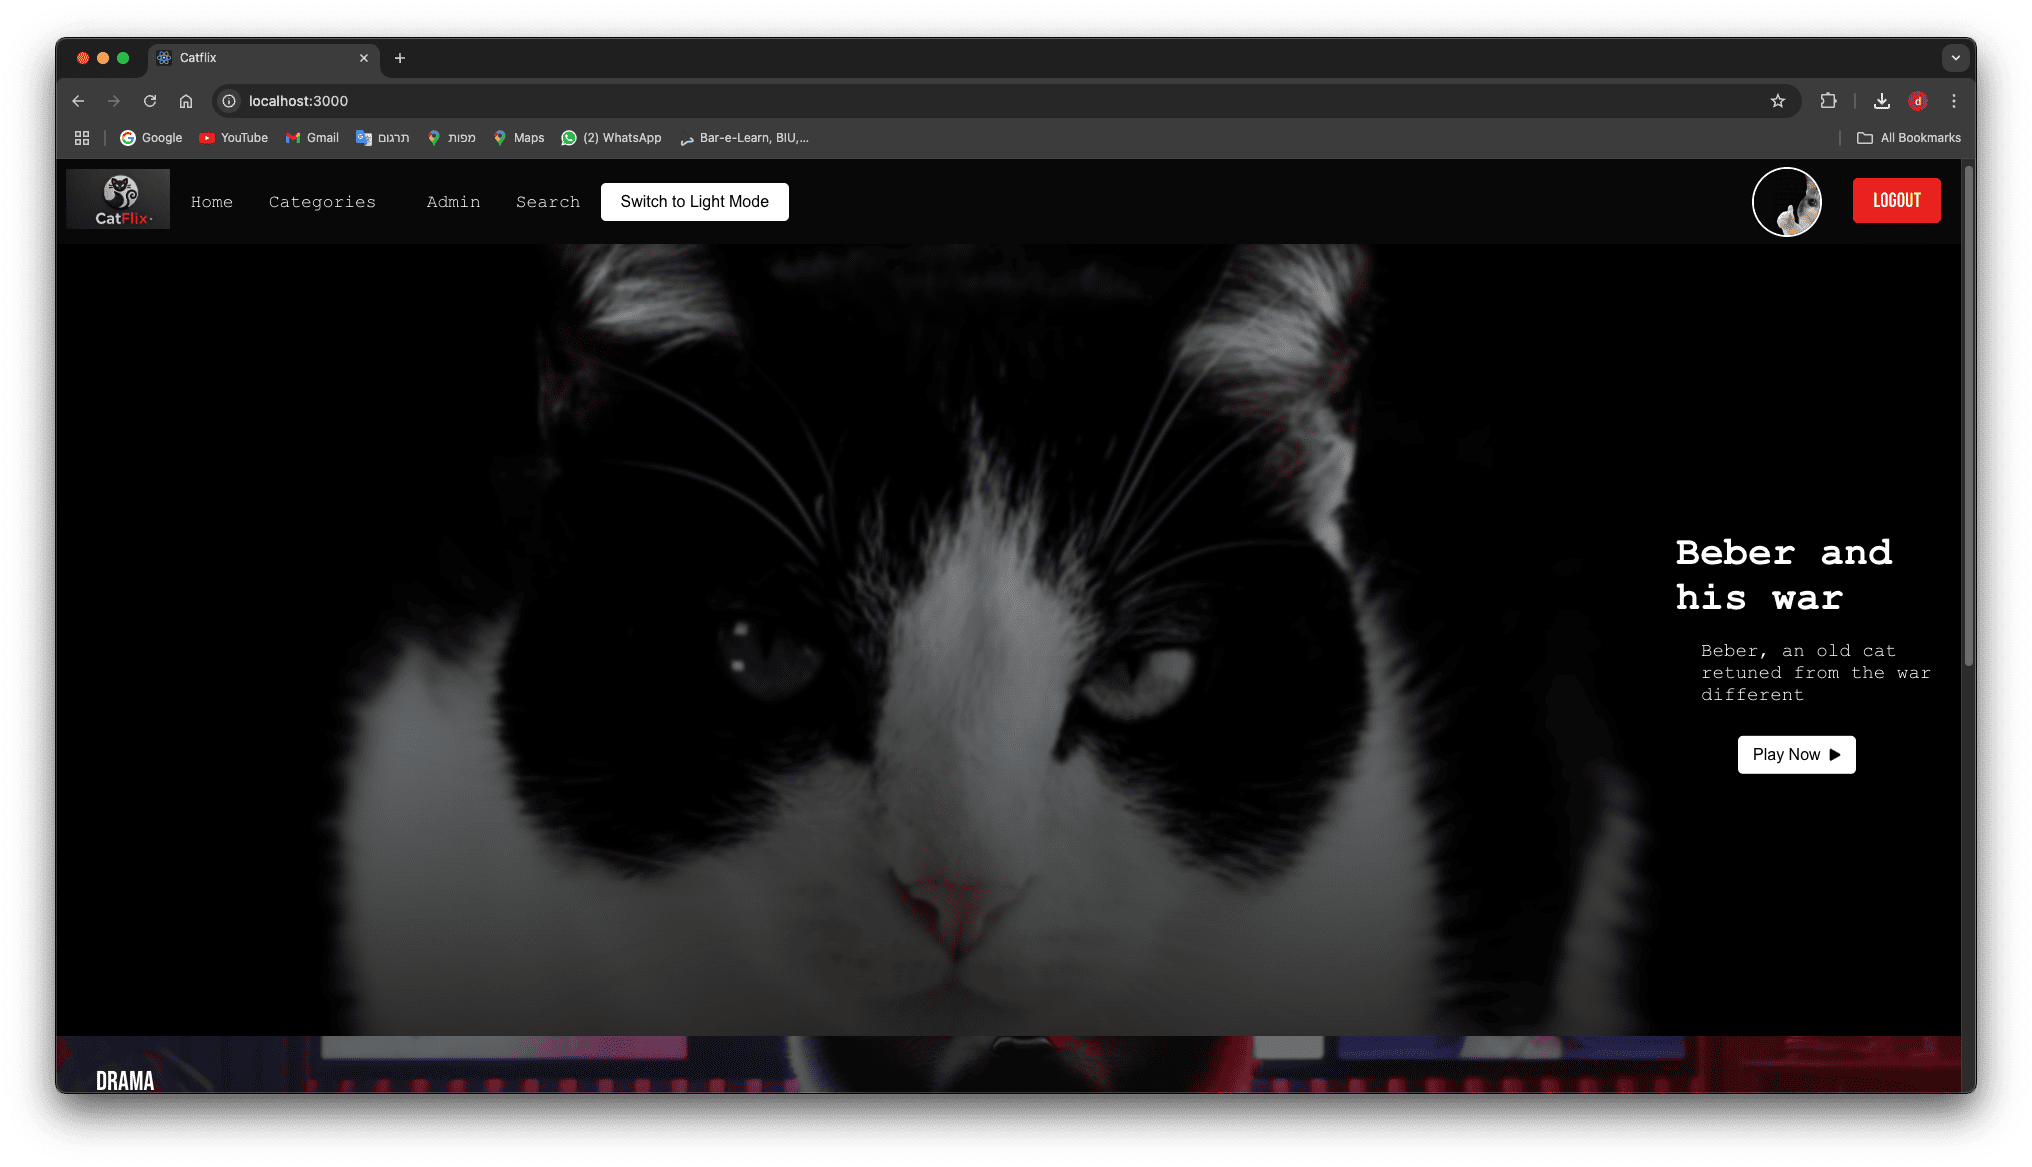 Catflix
localhost:3000
Google YouTube Gmail תרגום מפות Maps (2) WhatsApp Bar-e-Learn, BIU,... All Bookmarks
CatFlix
Home Categories Admin Search Switch to Light Mode LOGOUT
Beber and
his war
Beber, an old cat
retuned from the war
different
Play Now
DRAMA